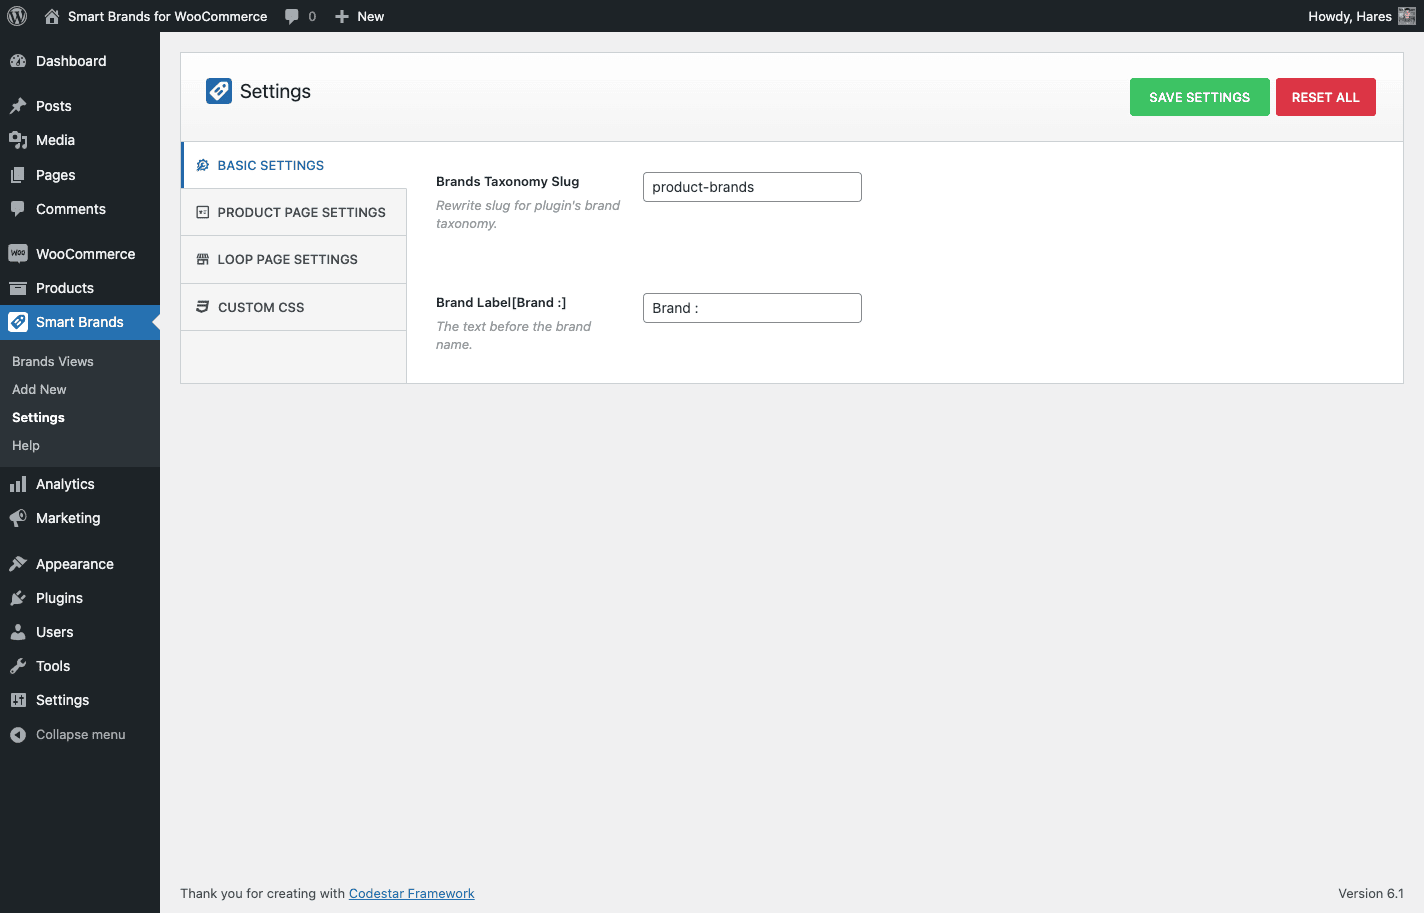 Smart Brands for WooCommerce
0
New
Howdy, Hares
Dashboard
Posts
Media
Pages
Comments
WOO
WooCommerce
Products
Smart Brands
Brands Views
Add New
Settings
Help
Analytics
Marketing
Appearance
Plugins
Users
Tools
Settings
Collapse menu
Settings
SAVE SETTINGS
RESET ALL
BASIC SETTINGS
PRODUCT PAGE SETTINGS
LOOP PAGE SETTINGS
CUSTOM CSS
Brands Taxonomy Slug
Rewrite slug for plugin's brand
taxonomy.
product-brands
Brand Label[Brand :]
The text before the brand
name.
Brand :
Thank you for creating with Codestar Framework
Version 6.1